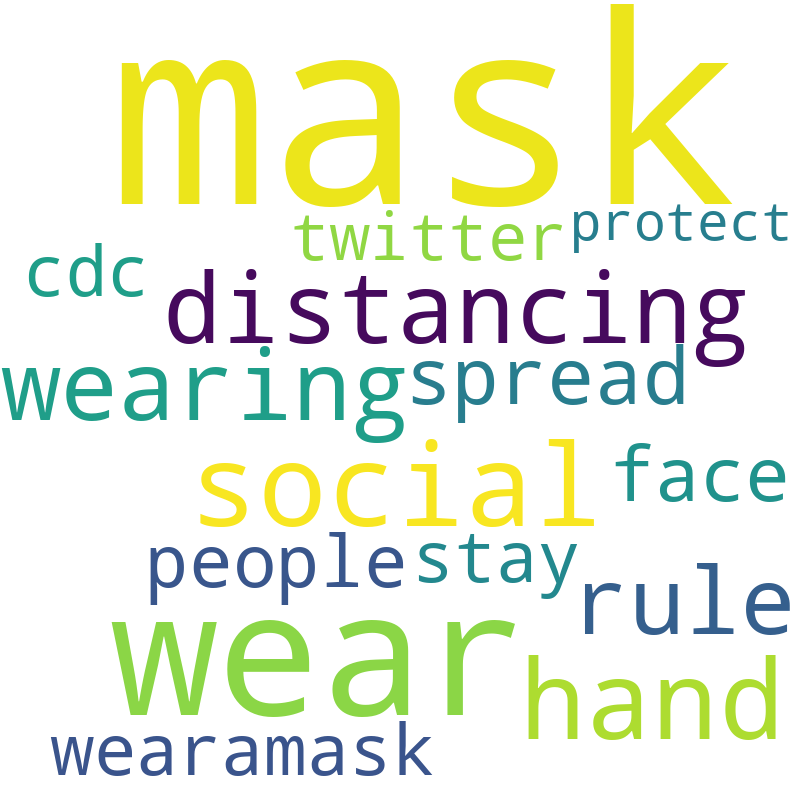 mask
twitter protect
cdc distancing
wearing spread
social face
people stay
wear rule
hand
wearamask